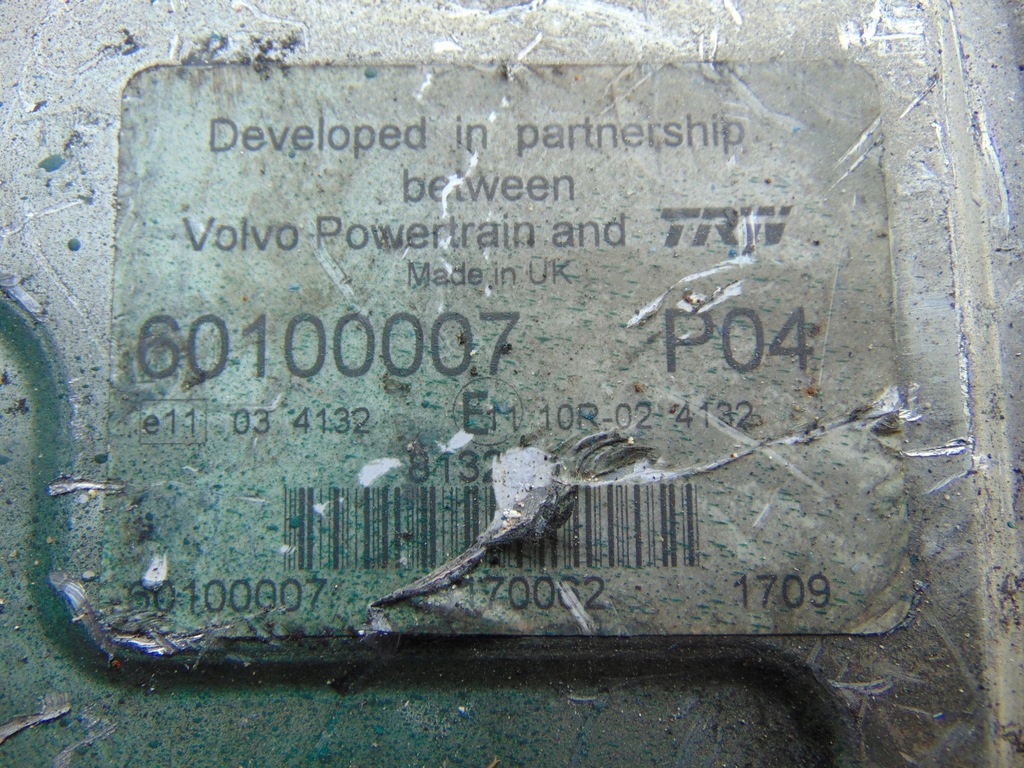 Developed in partnership
between
Volvo Powertrain and TRW
Made in UK
60100007 P04
e11 03 4132 E11 10R-02 4132
60100007 1709